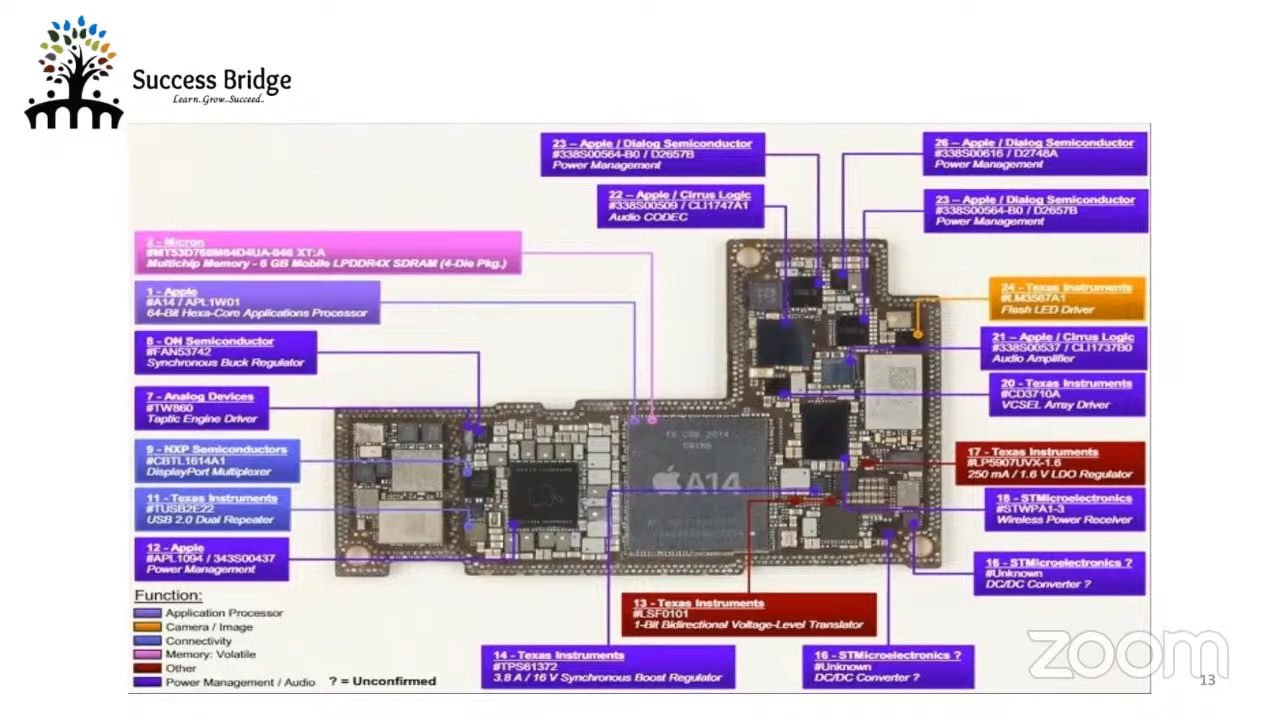 Success Bridge
Learn..Grow..Succeed..
23 – Apple / Dialog Semiconductor
#338S00564-B0 / D2657B
Power Management
26 – Apple / Dialog Semiconductor
#338S00616 / D2748A
Power Management
22 – Apple / Cirrus Logic
#338S00509 / CLI1747A1
Audio CODEC
23 – Apple / Dialog Semiconductor
#338S00564-B0 / D2657B
Power Management
2 - Micron
#MT53D768M64D4UA-046 XT:A
Multichip Memory - 6 GB Mobile LPDDR4X SDRAM (4-Die Pkg.)
1 - Apple
#A14 / APL1W01
64-Bit Hexa-Core Applications Processor
24 - Texas Instruments
#LM3567A1
Flash LED Driver
8 - ON Semiconductor
#FAN53742
Synchronous Buck Regulator
21 – Apple / Cirrus Logic
#338S00537 / CLI1737B0
Audio Amplifier
20 - Texas Instruments
#CD3710A
VCSEL Array Driver
7 - Analog Devices
#TW860
Taptic Engine Driver
9 - NXP Semiconductors
#CBTL1614A1
DisplayPort Multiplexer
17 - Texas Instruments
#LP5907UVX-1.6
250 mA / 1.6 V LDO Regulator
A14
11 - Texas Instruments
#TUSB2E22
USB 2.0 Dual Repeater
18 - STMicroelectronics
#STWPA1-3
Wireless Power Receiver
12 - Apple
#APL1094 / 343S00437
Power Management
16 - STMicroelectronics ?
#Unknown
DC/DC Converter ?
13 - Texas Instruments
#LSF0101
1-Bit Bidirectional Voltage-Level Translator
14 - Texas Instruments
#TPS61372
3.8 A / 16 V Synchronous Boost Regulator
16 - STMicroelectronics ?
#Unknown
DC/DC Converter ?
Function:
Application Processor
Camera / Image
Connectivity
Memory: Volatile
Other
Power Management / Audio ? = Unconfirmed
zoom
13